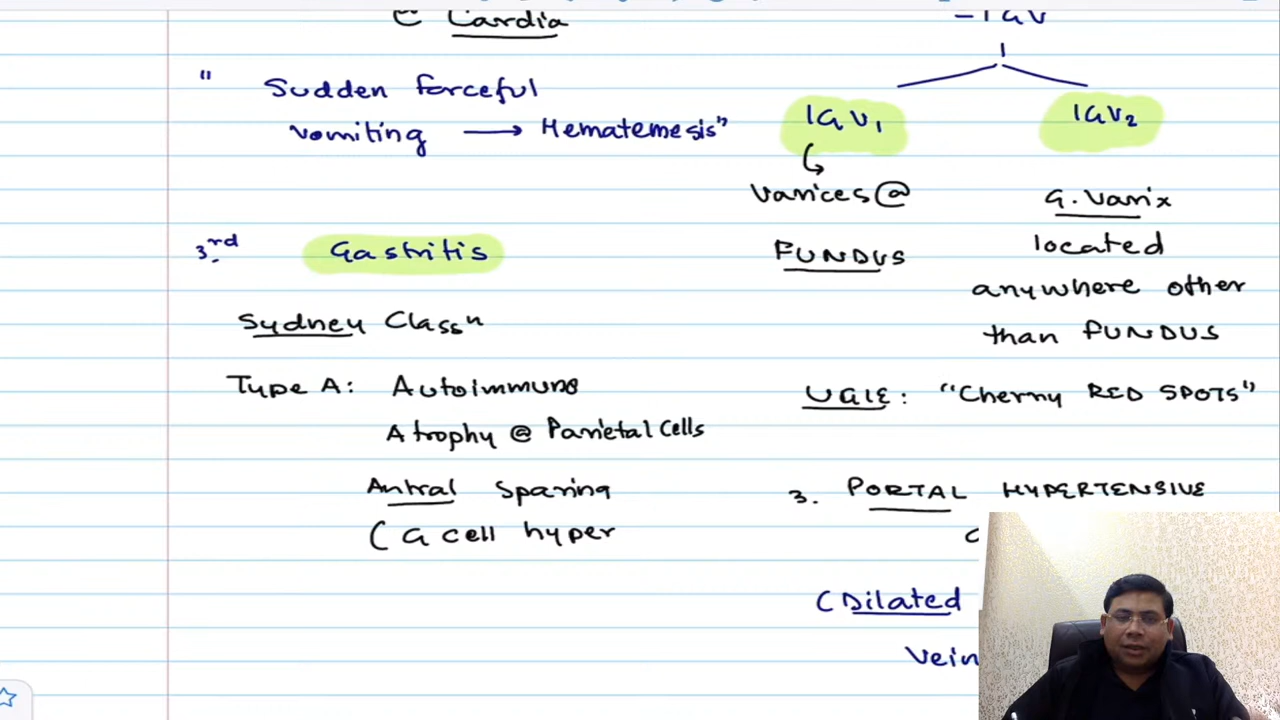 @ Cardia
" Sudden forceful
vomiting → Hematemesis"
3rd. Gastritis
Sydney Classn
Type A: Autoimmune
Atrophy @ Parietal Cells
Antral Sparing
( G cell hyper
- IGV
IGV1
IGV2
Varices @
FUNDUS
G. Varix
located
anywhere other
than FUNDUS
UGIE: "Cherry RED SPOTS"
3. PORTAL HYPERTENSIVE
( Dilated
Vein